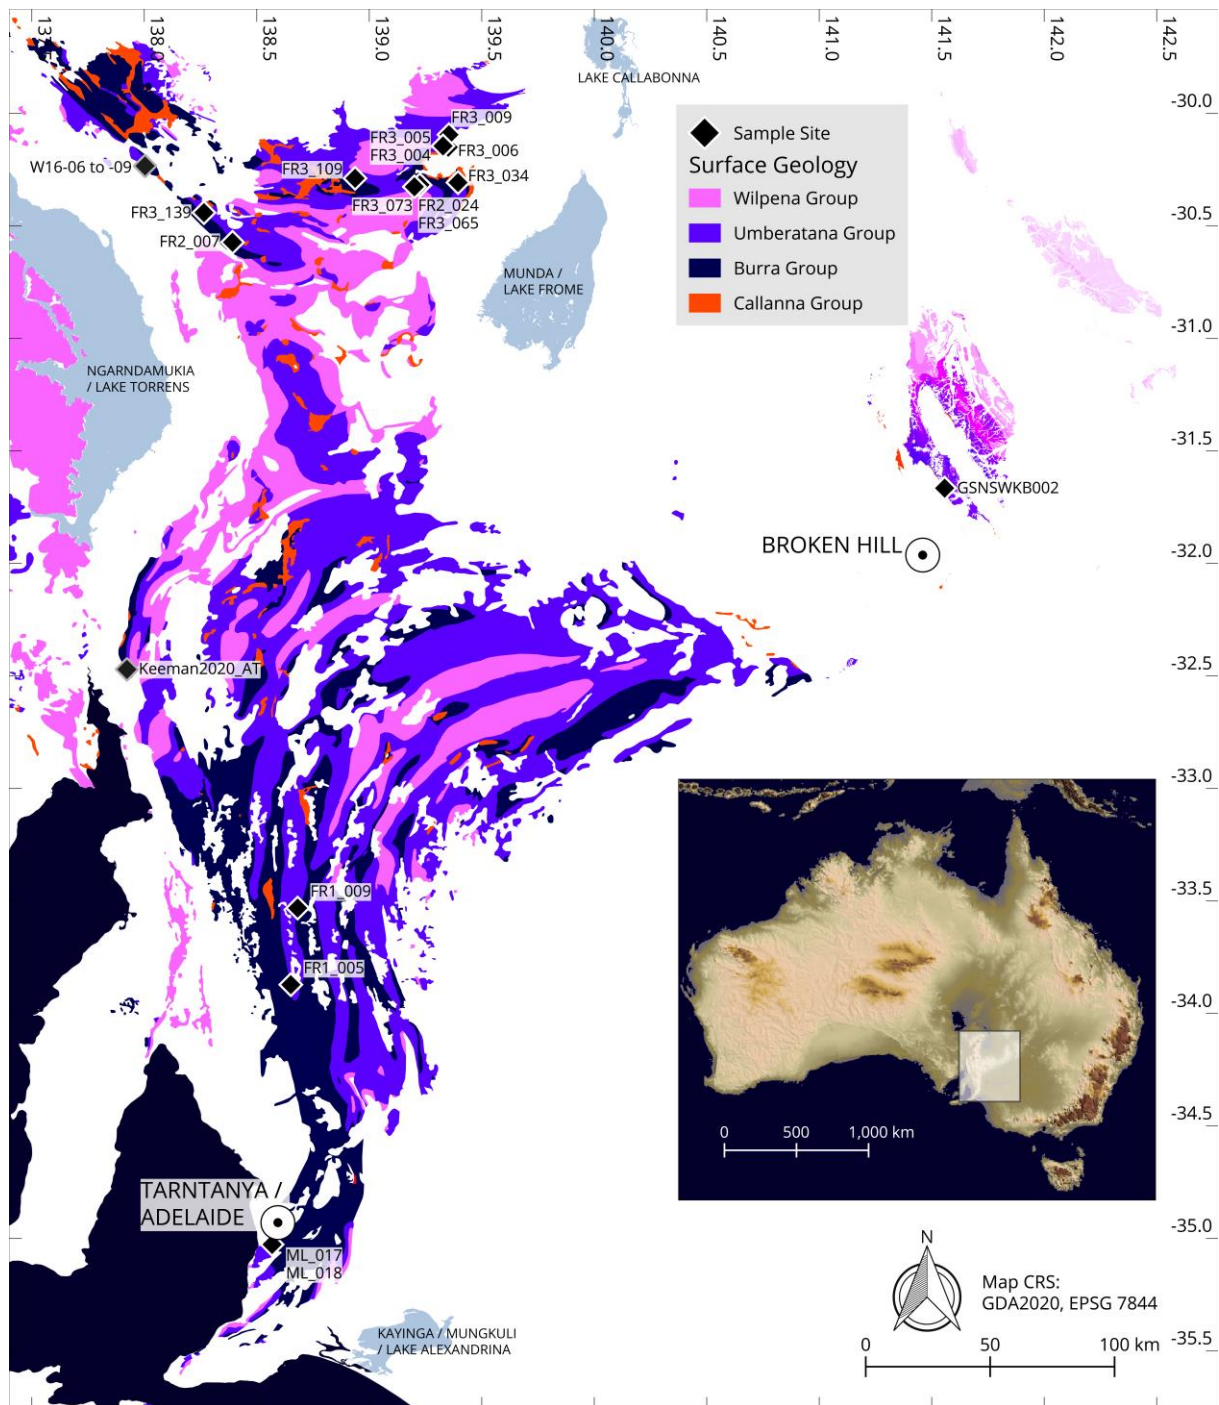 137.5
138.0
138.5
139.0
139.5
140.0
140.5
141.0
141.5
142.0
142.5
LAKE CALLABONNA
-30.0
-30.5
-31.0
-31.5
-32.0
-32.5
-33.0
-33.5
-34.0
-34.5
-35.0
-35.5
Sample Site
Surface Geology
Wilpena Group
Umberatana Group
Burra Group
Callanna Group
FR3_009
FR3_005
FR3_004
FR3_006
W16-06 to -09
FR3_109
FR3_034
FR3_139
FR3_073
FR2_024
FR3_065
FR2_007
MUNDA /
LAKE FROME
NGARNDAMUKIA
/ LAKE TORRENS
GSNSWKB002
BROKEN HILL
Keeman2020_AT
FR1_009
FR1_005
0 500 1,000 km
TARNTANYA /
ADELAIDE
ML_017
ML_018
KAYINGA / MUNGKULI
/ LAKE ALEXANDRINA
N
Map CRS:
GDA2020, EPSG 7844
0 50 100 km